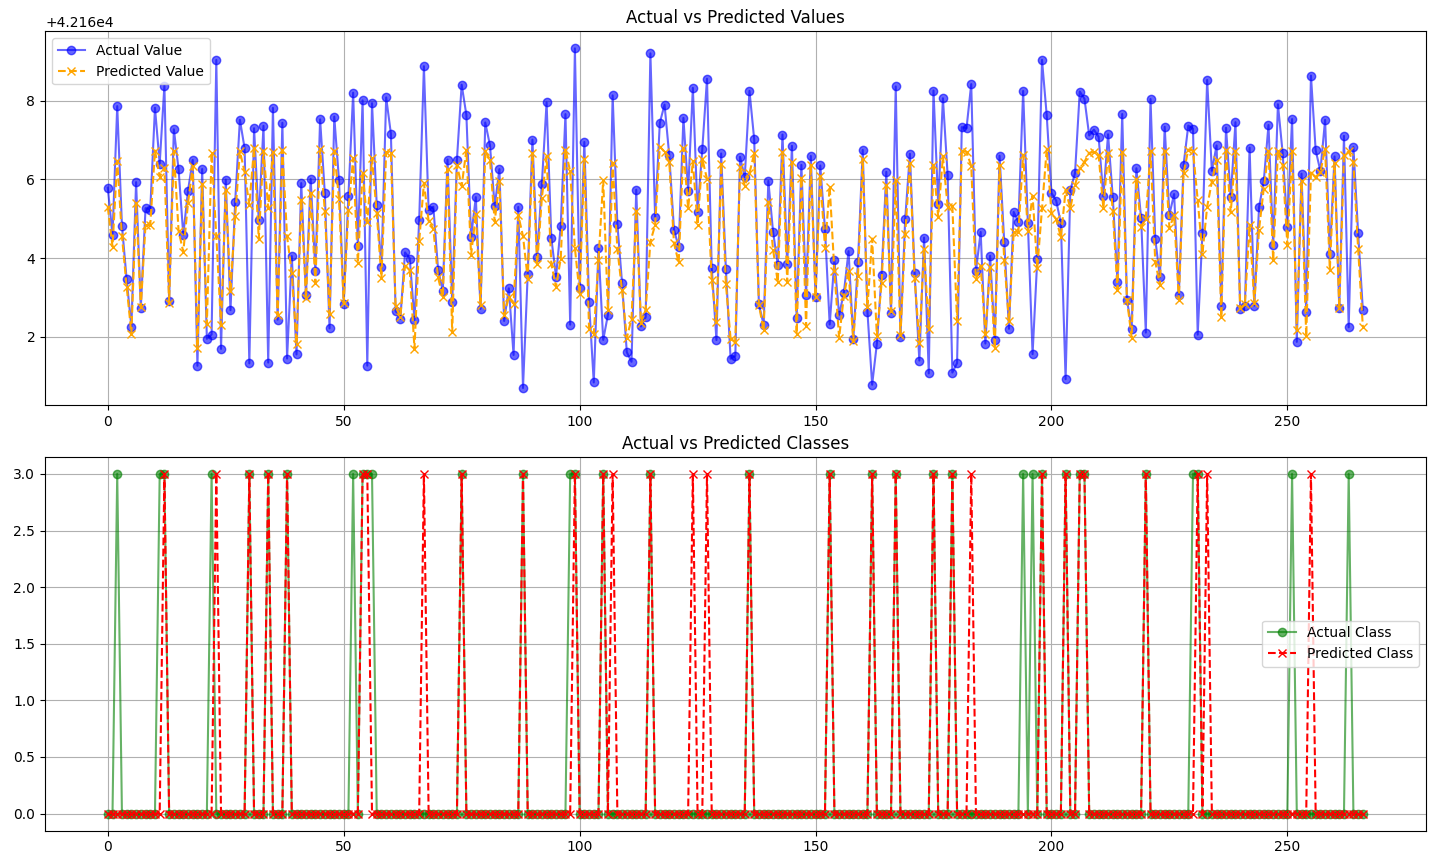 Actual vs Predicted Values
+4.216e4
Actual Value
Predicted Value
8
6
4
2
0 50 100 150 200 250
Actual vs Predicted Classes
3.0
2.5
2.0
1.5
Actual Class
Predicted Class
1.0
0.5
0.0
0 50 100 150 200 250